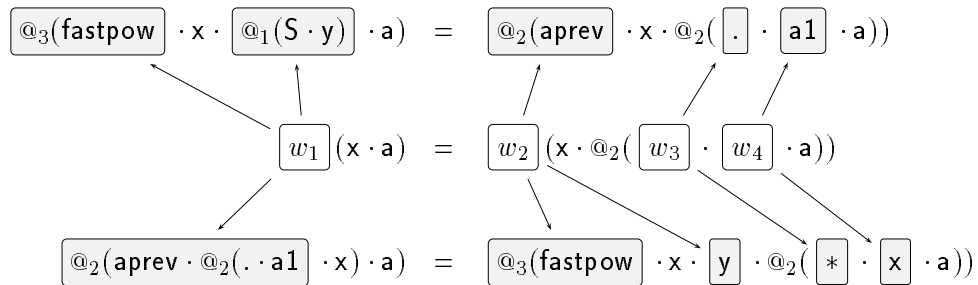 @₃(fastpow · x · @₁(S · y) · a) = @₂(aprev · x · @₂( . · a1 · a))
w₁ (x · a) = w₂ (x · @₂( w₃ · w₄ · a))
@₂(aprev · @₂(. · a1 · x) · a) = @₃(fastpow · x · y · @₂( * · x · a))